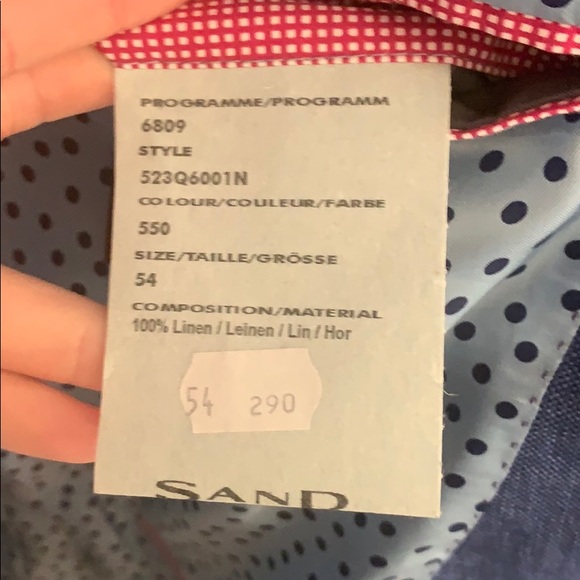 PROGRAMME/PROGRAMM
6809
STYLE
523Q6001N
COLOUR/COULEUR/FARBE
550
SIZE/TAILLE/GRÖSSE
54
COMPOSITION/MATERIAL
100% Linen / Leinen / Lin / Hor
54 290
SAND